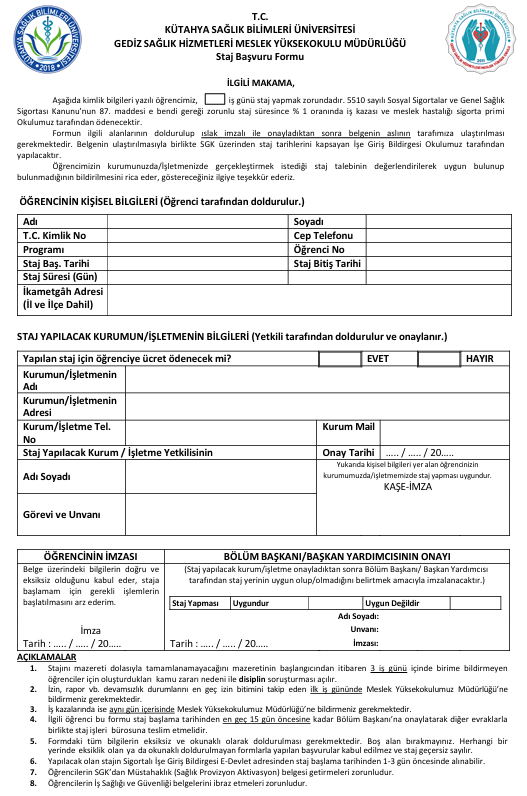 T.C.
KÜTAHYA SAĞLIK BİLİMLERİ ÜNİVERSİTESİ
GEDİZ SAĞLIK HİZMETLERİ MESLEK YÜKSEKOKULU MÜDÜRLÜĞÜ
Staj Başvuru Formu
KÜTAHYA SAĞLIK BİLİMLERİ ÜNİVERSİTESİ
2018
İLGİLİ MAKAMA,
Aşağıda kimlik bilgileri yazılı öğrencimiz, iş günü staj yapmak zorundadır. 5510 sayılı Sosyal Sigortalar ve Genel Sağlık
Sigortası Kanunu'nun 87. maddesi e bendi gereği zorunlu staj süresince % 1 oranında iş kazası ve meslek hastalığı sigorta primi
Okulumuz tarafından ödenecektir.
Formun ilgili alanlarının doldurulup ıslak imzalı ile onayladıktan sonra belgenin aslının tarafımıza ulaştırılması
gerekmektedir. Belgenin ulaştırılmasıyla birlikte SGK üzerinden staj tarihlerini kapsayan İşe Giriş Bildirgesi Okulumuz tarafından
yapılacaktır.
Öğrencimizin kurumunuzda/İşletmenizde gerçekleştirmek istediği staj talebinin değerlendirilerek uygun bulunup
bulunmadığının bildirilmesini rica eder, göstereceğiniz ilgiye teşekkür ederiz.
ÖĞRENCİNİN KİŞİSEL BİLGİLERİ (Öğrenci tarafından doldurulur.)
Adı Soyadı
T.C. Kimlik No Cep Telefonu
Programı Öğrenci No
Staj Baş. Tarihi Staj Bitiş Tarihi
Staj Süresi (Gün)
İkametgâh Adresi
(İl ve İlçe Dahil)
STAJ YAPILACAK KURUMUN/İŞLETMENİN BİLGİLERİ (Yetkili tarafından doldurulur ve onaylanır.)
Yapılan staj için öğrenciye ücret ödenecek mi? EVET HAYIR
Kurumun/İşletmenin
Adı
Kurumun/İşletmenin
Adresi
Kurum/İşletme Tel.
No
Kurum Mail
Staj Yapılacak Kurum / İşletme Yetkilisinin Onay Tarihi ….. / ….. / 20…..
Adı Soyadı
Yukarıda kişisel bilgileri yer alan öğrencinizin
kurumumuzda/işletmemizde staj yapması uygundur.
KAŞE-İMZA
Görevi ve Unvanı
ÖĞRENCİNİN İMZASI
Belge üzerindeki bilgilerin doğru ve
eksiksiz olduğunu kabul eder, staja
başlamam için gerekli işlemlerin
başlatılmasını arz ederim.
İmza
Tarih : ….. / ….. / 20…..
BÖLÜM BAŞKANI/BAŞKAN YARDIMCISININ ONAYI
(Staj yapılacak kurum/işletme onayladıktan sonra Bölüm Başkanı/ Başkan Yardımcısı
tarafından staj yerinin uygun olup/olmadığını belirtmek amacıyla imzalanacaktır.)
Staj Yapması Uygundur Uygun Değildir
Adı Soyadı:
Unvanı:
Tarih : ….. / ….. / 20….. İmzası:
AÇIKLAMALAR
1. Stajını mazereti dolasıyla tamamlanamayacağını mazeretinin başlangıcından itibaren 3 iş günü içinde birime bildirmeyen
öğrenciler için oluşturdukları kamu zararı nedeni ile disiplin soruşturması açılır.
2. İzin, rapor vb. devamsızlık durumlarını en geç izin bitimini takip eden ilk iş gününde Meslek Yüksekokulumuz Müdürlüğü'ne
bildirmeniz gerekmektedir.
3. İş kazalarında ise aynı gün içerisinde Meslek Yüksekokulumuz Müdürlüğü'ne bildirmeniz gerekmektedir.
4. İlgili öğrenci bu formu staj başlama tarihinden en geç 15 gün öncesine kadar Bölüm Başkanı'na onaylatarak diğer evraklarla
birlikte staj işleri bürosuna teslim etmelidir.
5. Formdaki tüm bilgilerin eksiksiz ve okunaklı olarak doldurulması gerekmektedir. Boş alan bırakmayınız. Herhangi bir
yerinde eksiklik olan ya da okunaklı doldurulmayan formlarla yapılan başvurular kabul edilmez ve staj geçersiz sayılır.
6. Yapılacak olan stajın Sigortalı İşe Giriş Bildirgesi E-Devlet adresinden staj başlama tarihinden 1-3 gün öncesinde alınabilir.
7. Öğrencilerin SGK'dan Müstahaklık (Sağlık Provizyon Aktivasyon) belgesi getirmeleri zorunludur.
8. Öğrencilerin İş Sağlığı ve Güvenliği belgelerini ibraz etmeleri zorunludur.